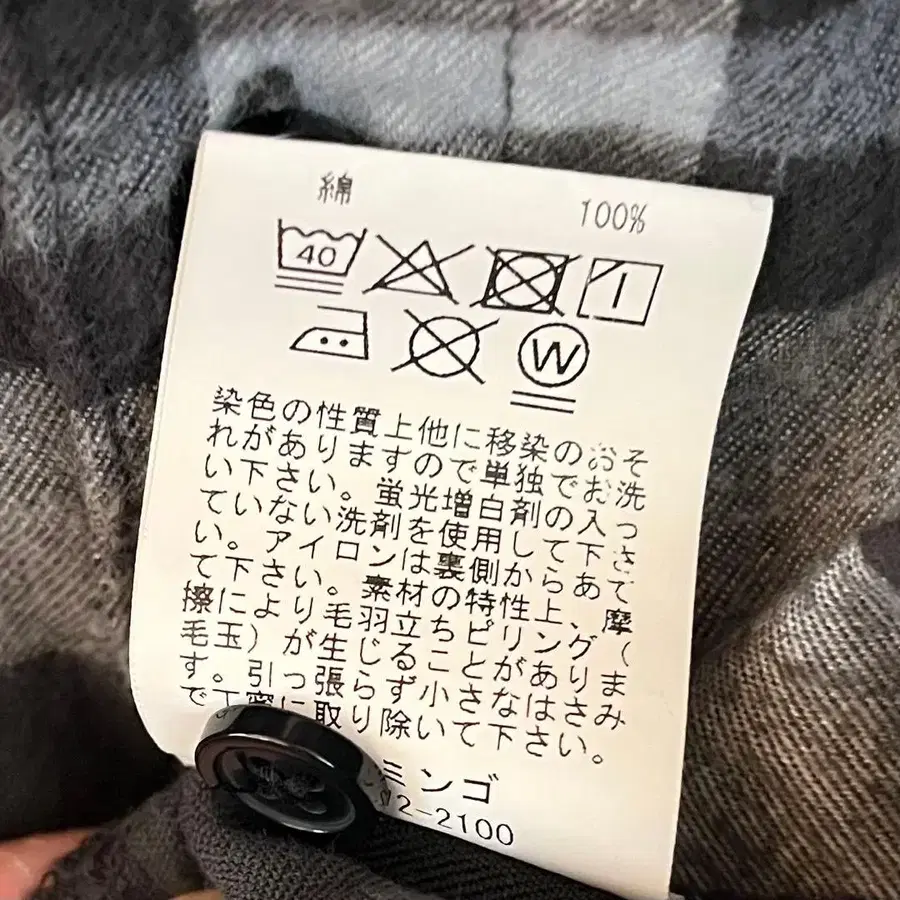 綿 100%
40
W
染色の性質上他に移染のおそ
れがありますので単独でお洗
い下さい。蛍光増白剤の入っ
ていない洗剤を使用して下さ
い。アイロンは裏側からあて
て下さい。素材の特性上 摩
擦により毛羽立ちピリング(
毛玉)が生じることがありま
す。引っ張らず小さなはさみ
で丁寧に取り除いて下さい。
ミンゴ
2-2100